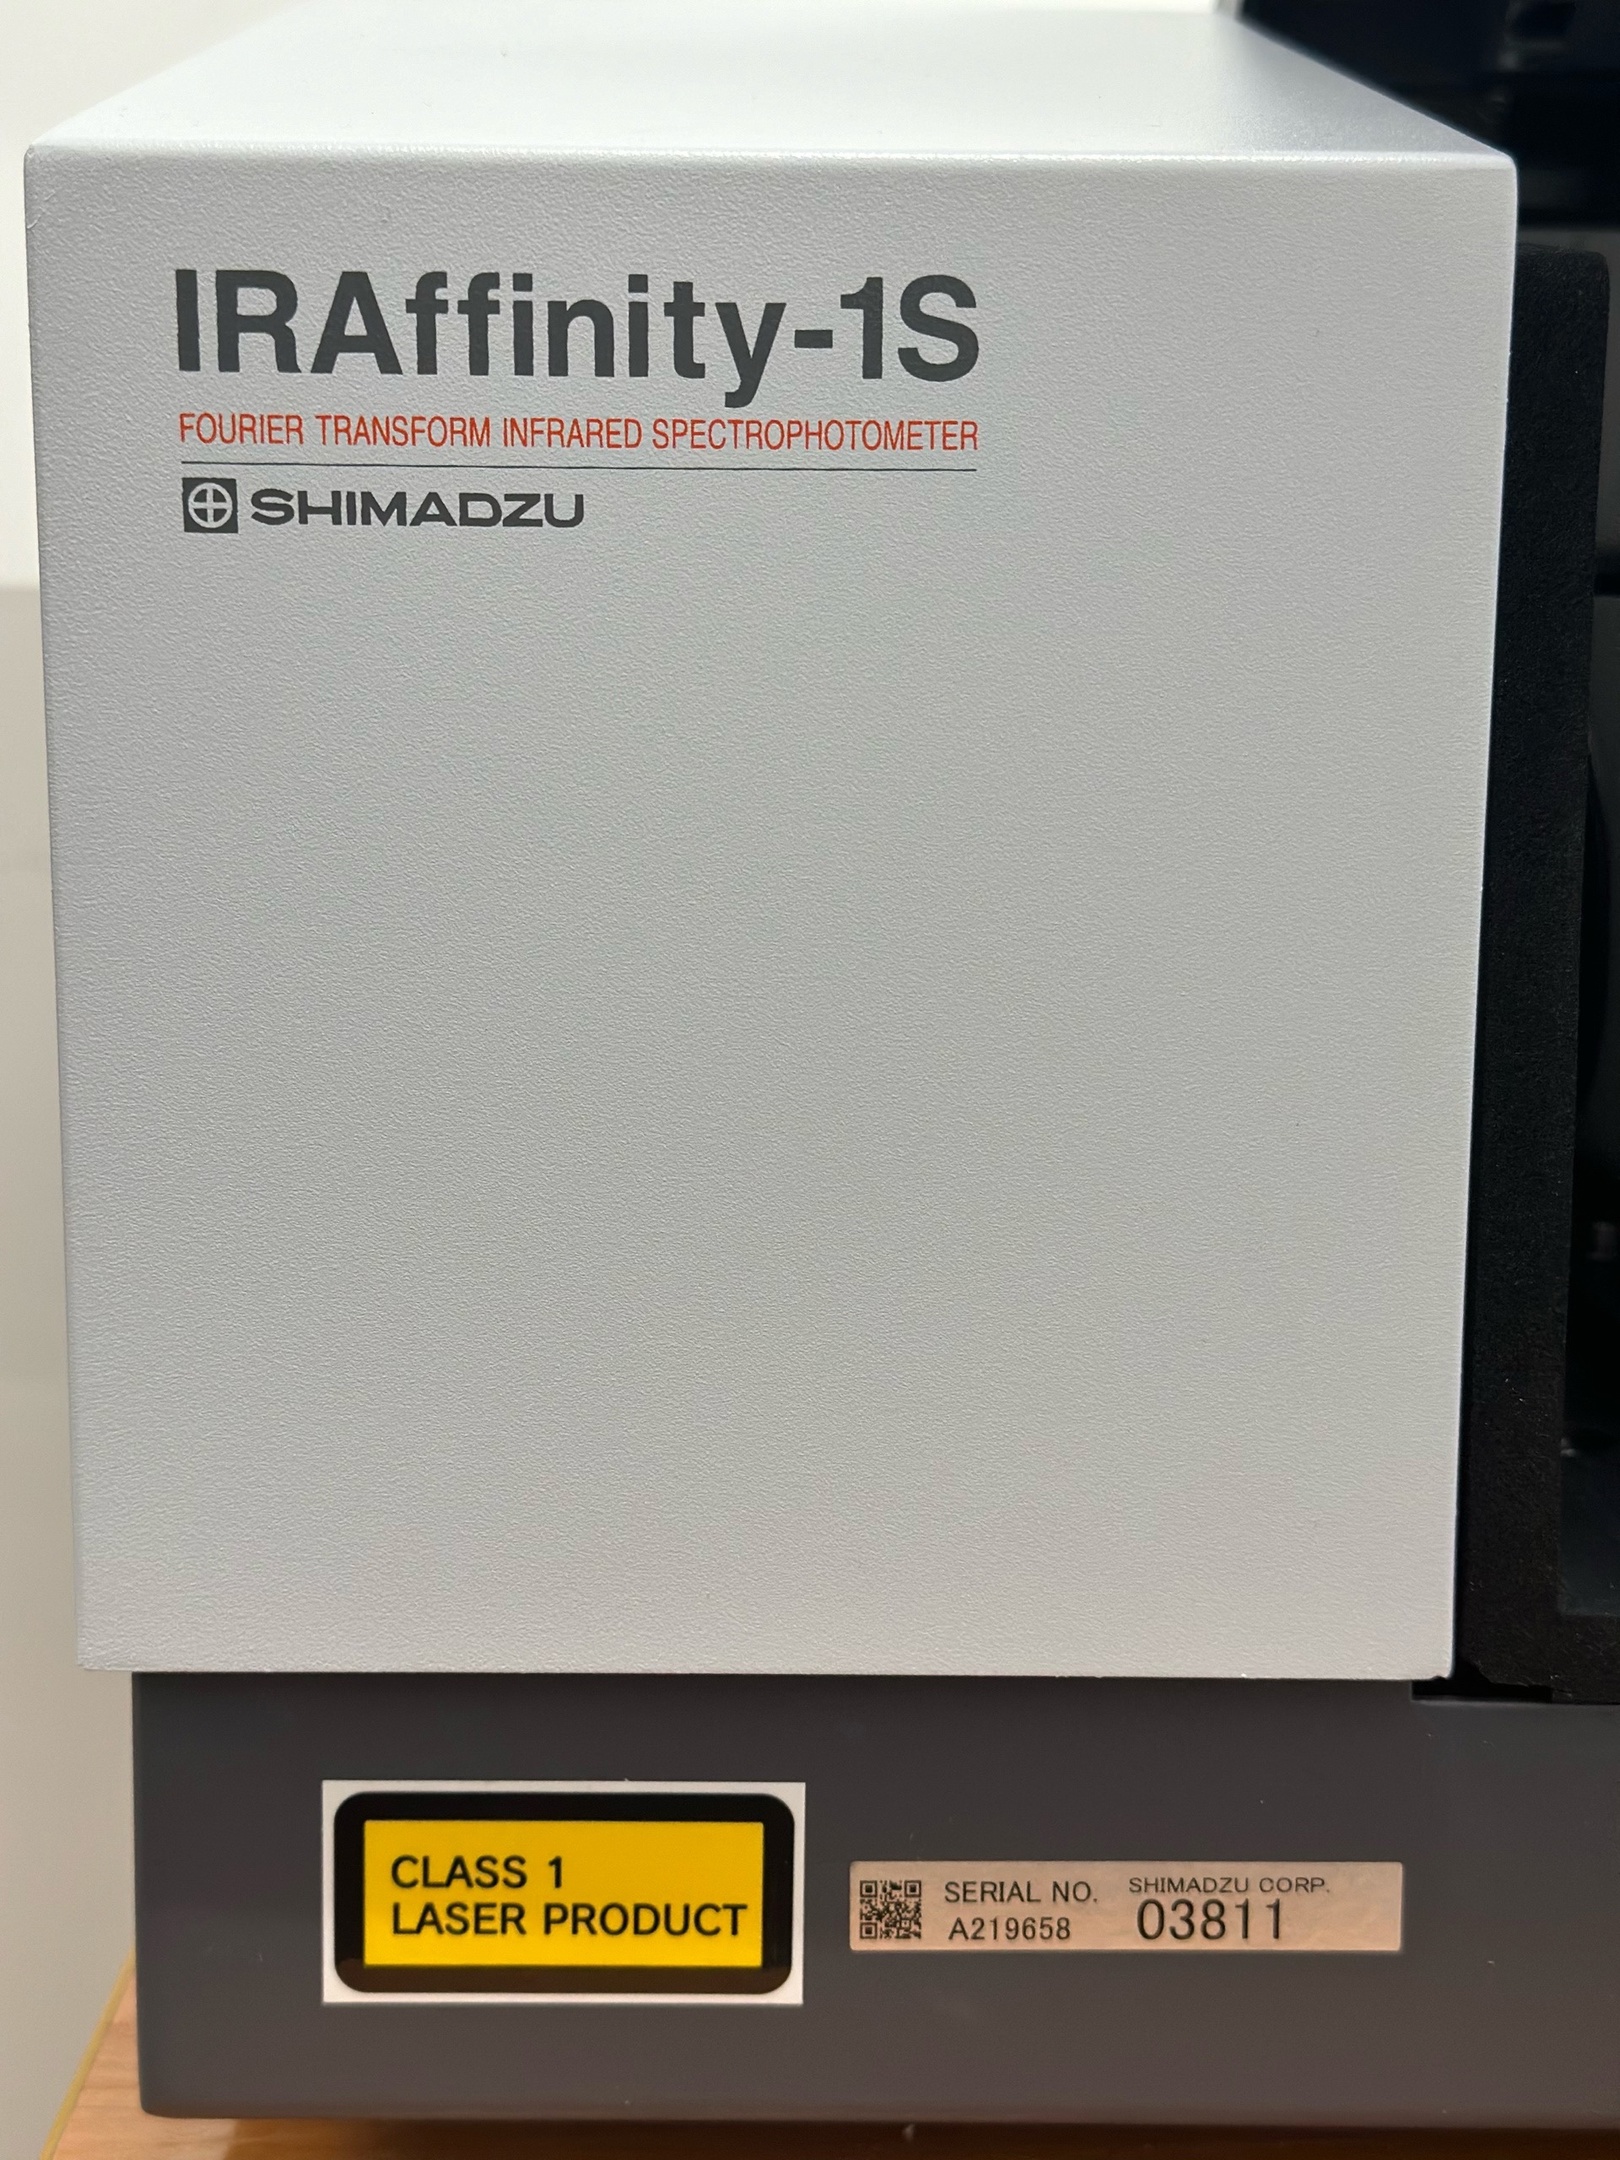 IRAffinity-1S
FOURIER TRANSFORM INFRARED SPECTROPHOTOMETER
SHIMADZU
CLASS 1
LASER PRODUCT
SERIAL NO. SHIMADZU CORP.
A219658 03811